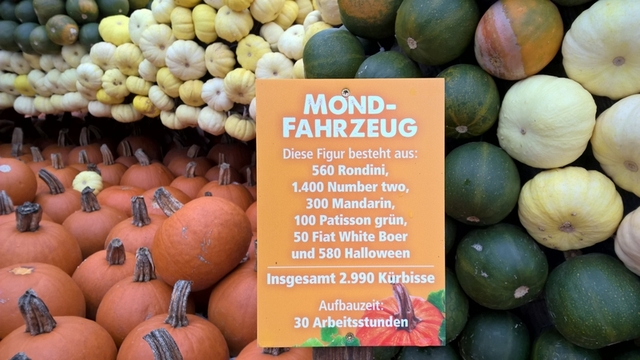 MOND-
FAHRZEUG
Diese Figur besteht aus:
560 Rondini,
1.400 Number two,
300 Mandarin,
100 Patisson grün,
50 Fiat White Boer
und 580 Halloween
Insgesamt 2.990 Kürbisse
Aufbauzeit:
30 Arbeitsstunden